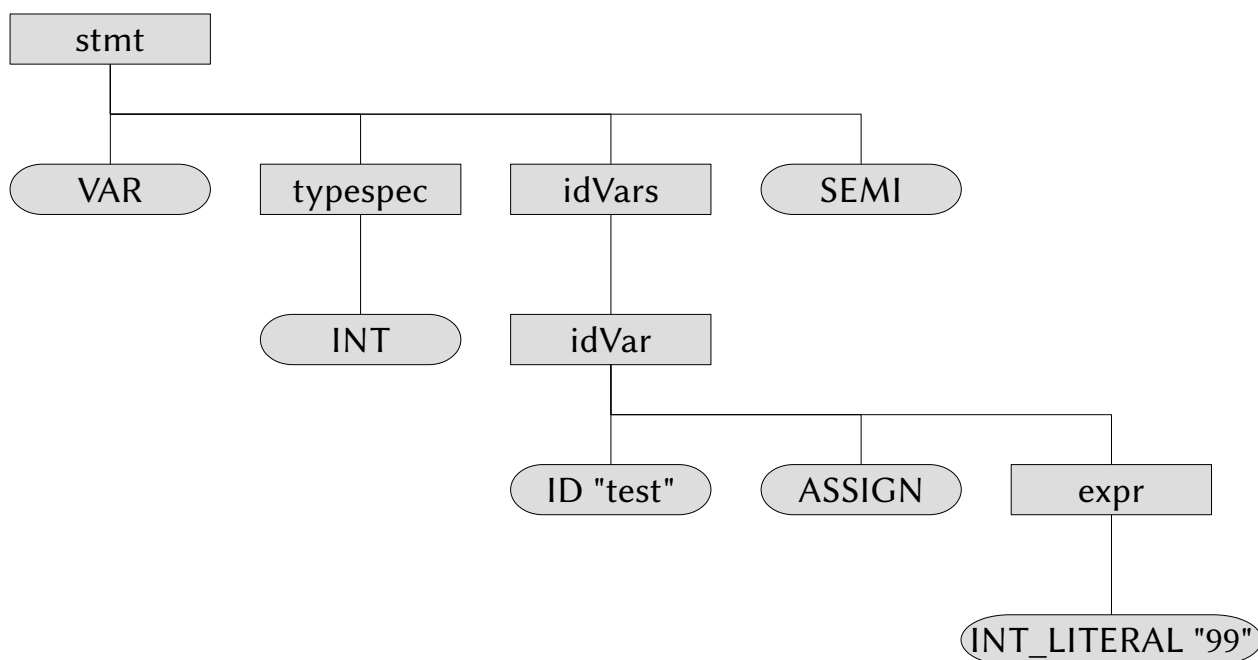 stmt
VAR typespec idVars SEMI
INT idVar
ID "test" ASSIGN expr
INT_LITERAL "99"